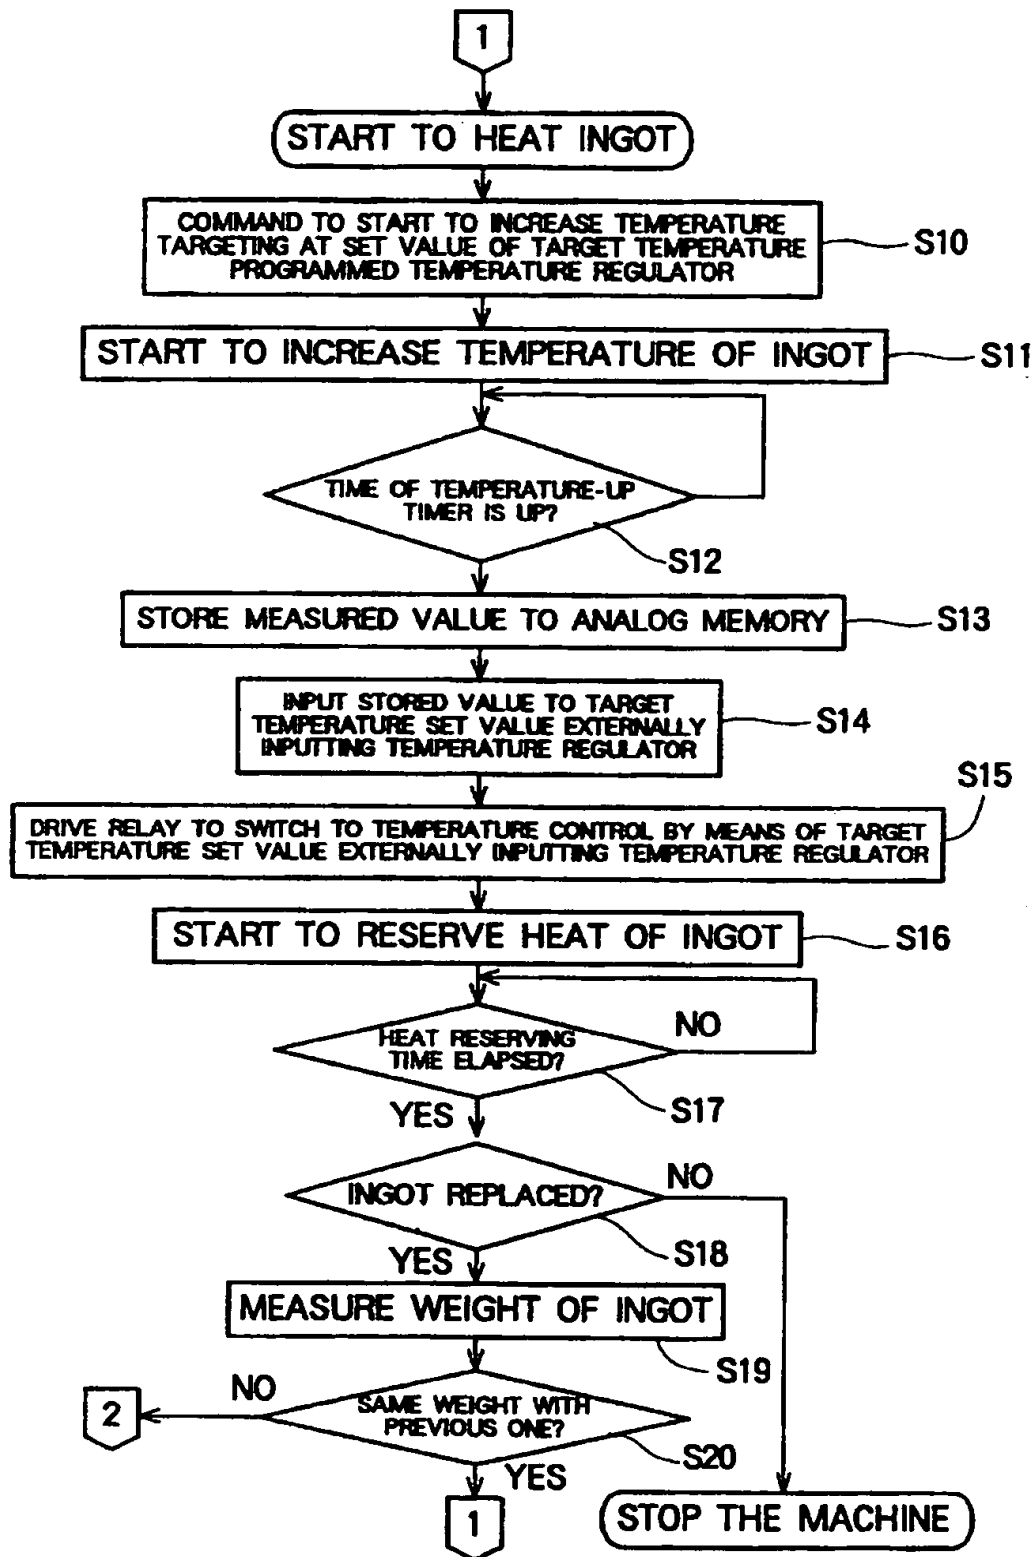 1
START TO HEAT INGOT
COMMAND TO START TO INCREASE TEMPERATURE
TARGETING AT SET VALUE OF TARGET TEMPERATURE
PROGRAMMED TEMPERATURE REGULATOR
S10
START TO INCREASE TEMPERATURE OF INGOT
S11
TIME OF TEMPERATURE-UP
TIMER IS UP?
S12
STORE MEASURED VALUE TO ANALOG MEMORY
S13
INPUT STORED VALUE TO TARGET
TEMPERATURE SET VALUE EXTERNALLY
INPUTTING TEMPERATURE REGULATOR
S14
S15
DRIVE RELAY TO SWITCH TO TEMPERATURE CONTROL BY MEANS OF TARGET
TEMPERATURE SET VALUE EXTERNALLY INPUTTING TEMPERATURE REGULATOR
START TO RESERVE HEAT OF INGOT
S16
HEAT RESERVING
TIME ELAPSED?
NO
S17
YES
INGOT REPLACED?
NO
S18
YES
MEASURE WEIGHT OF INGOT
S19
NO
2
SAME WEIGHT WITH
PREVIOUS ONE?
S20
YES
1
STOP THE MACHINE